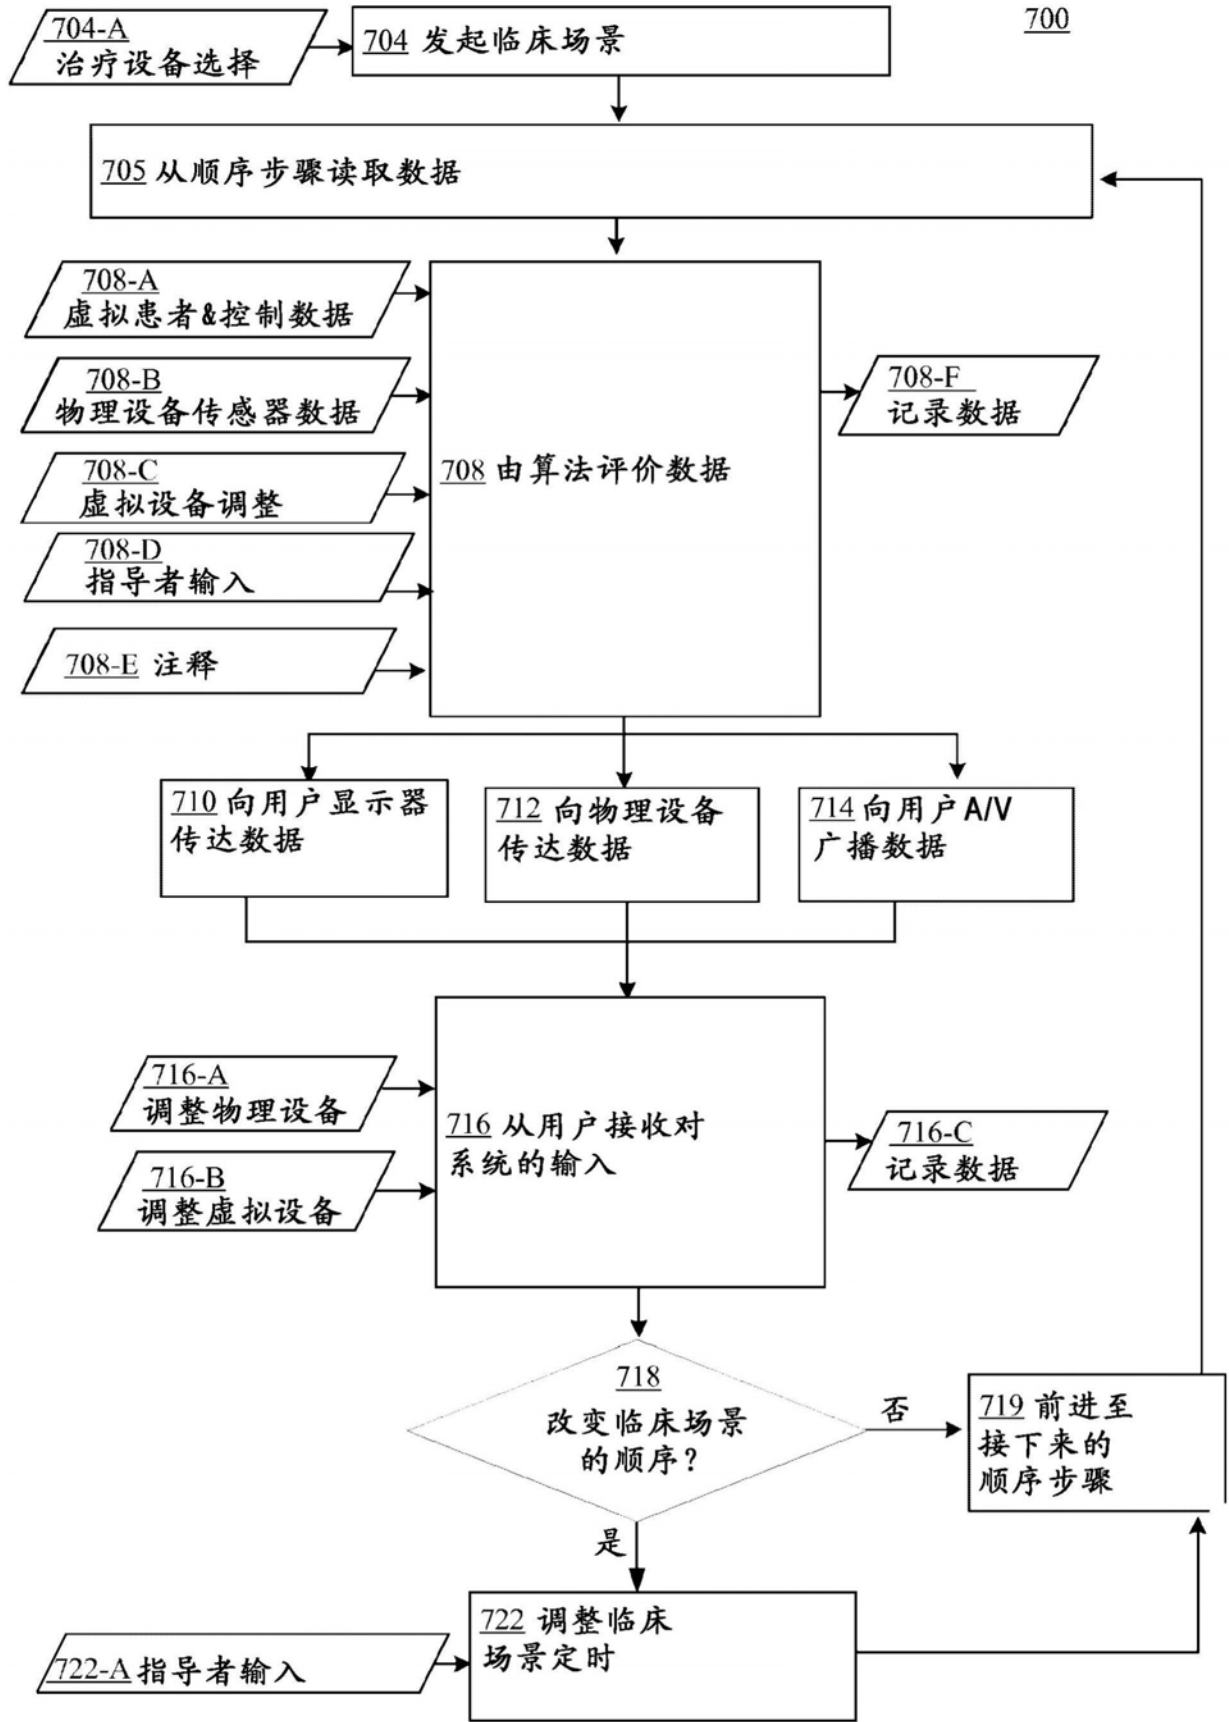 700
704-A
治疗设备选择
704 发起临床场景
705 从顺序步骤读取数据
708-A
虚拟患者&控制数据
708-B
物理设备传感器数据
708-C
虚拟设备调整
708-D
指导者输入
708-E 注释
708 由算法评价数据
708-F
记录数据
710 向用户显示器
传达数据
712 向物理设备
传达数据
714 向用户A/V
广播数据
716-A
调整物理设备
716-B
调整虚拟设备
716 从用户接收对
系统的输入
716-C
记录数据
718
改变临床场景
的顺序?
否
719 前进至
接下来的
顺序步骤
是
722 调整临床
场景定时
722-A 指导者输入